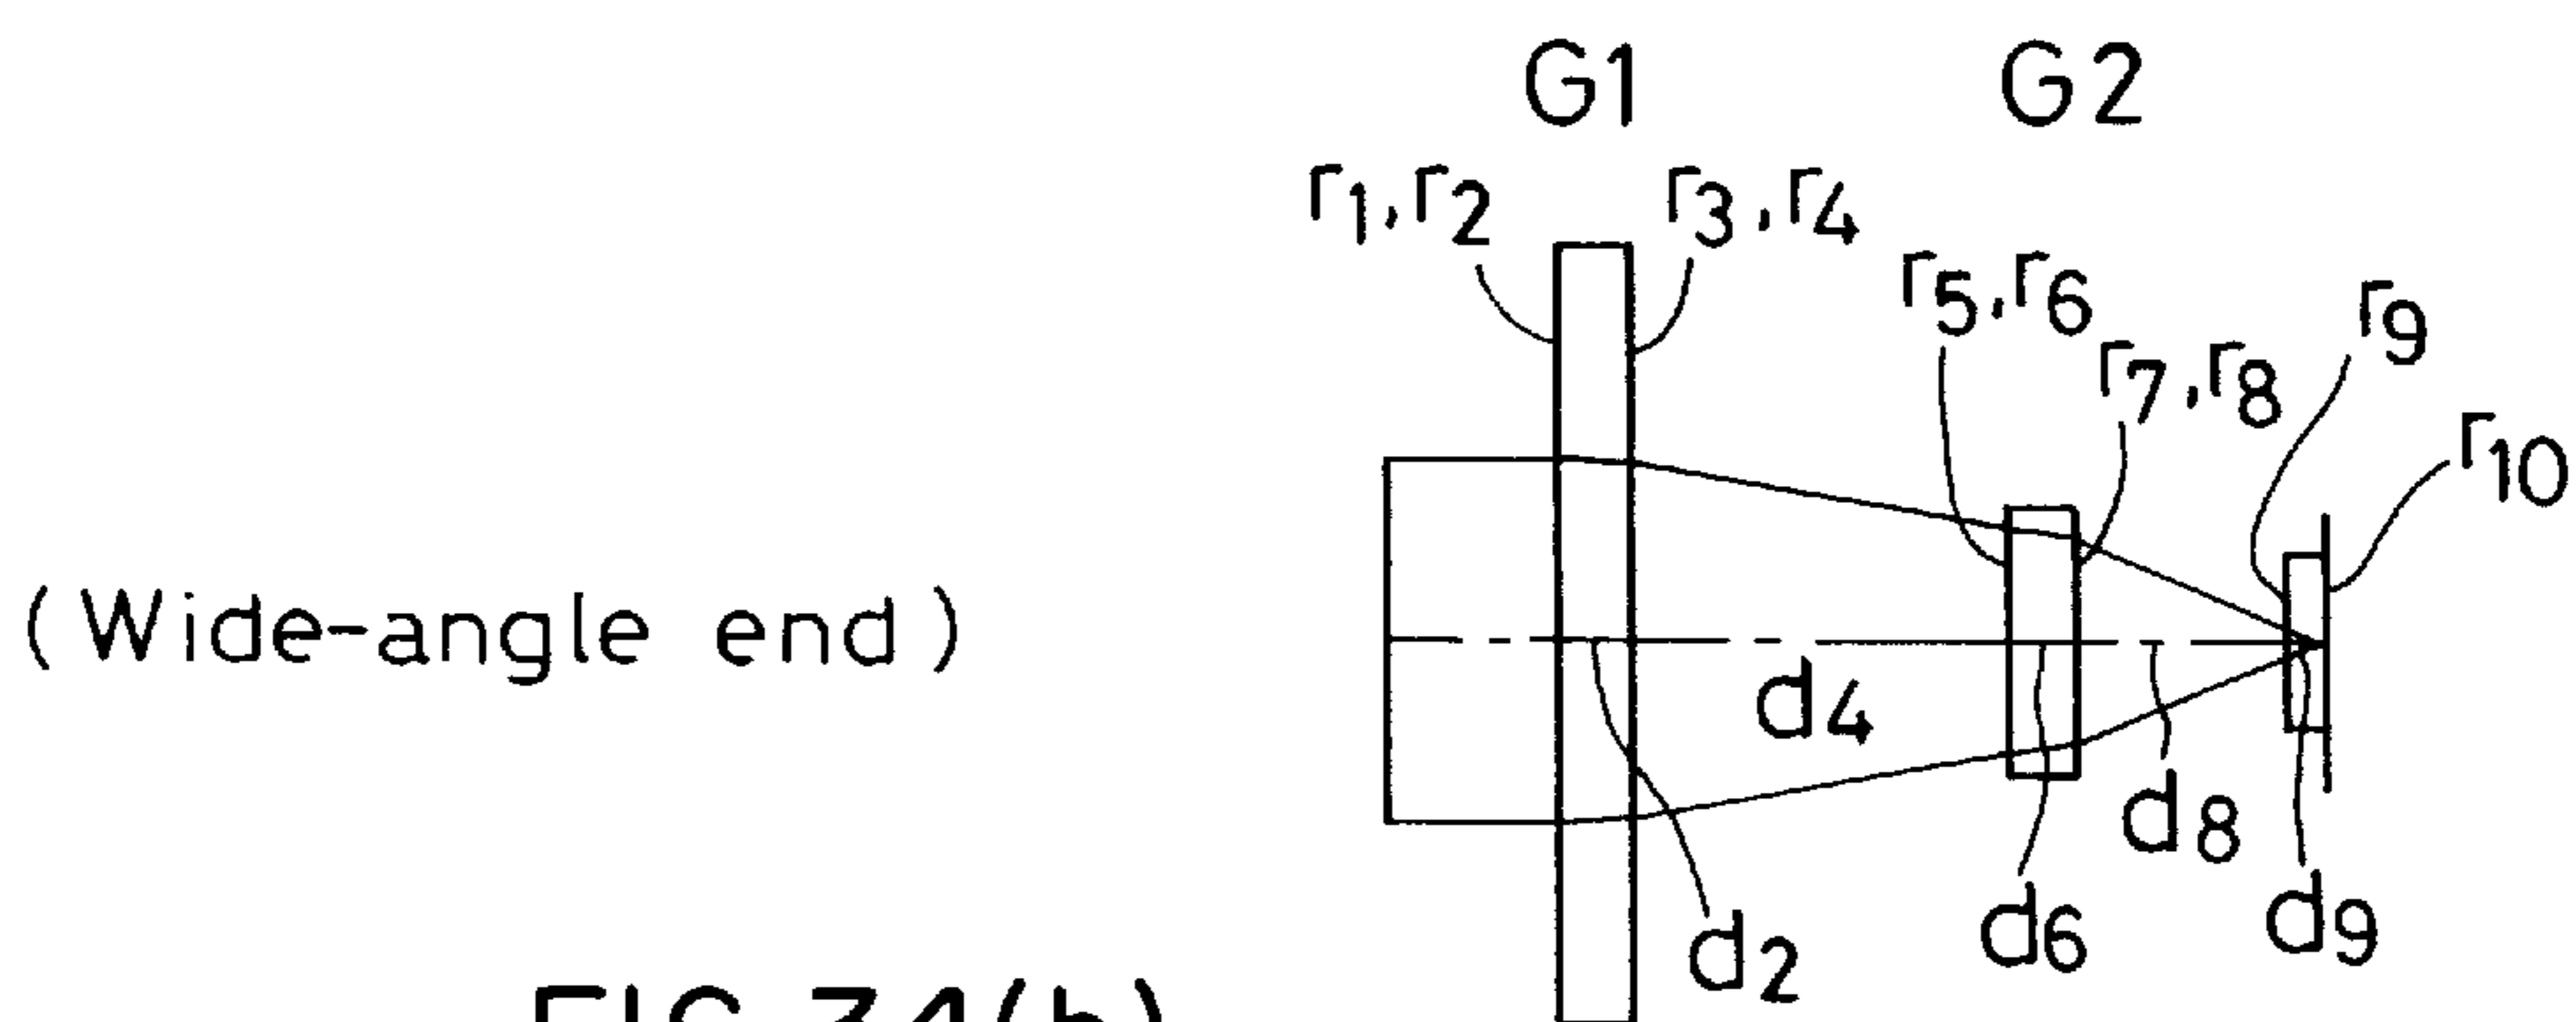 G1 G2
r1, r2 r3, r4
r5, r6
r9
r7, r8
r10
(Wide-angle end)
d4
d8
d6 d9
d2